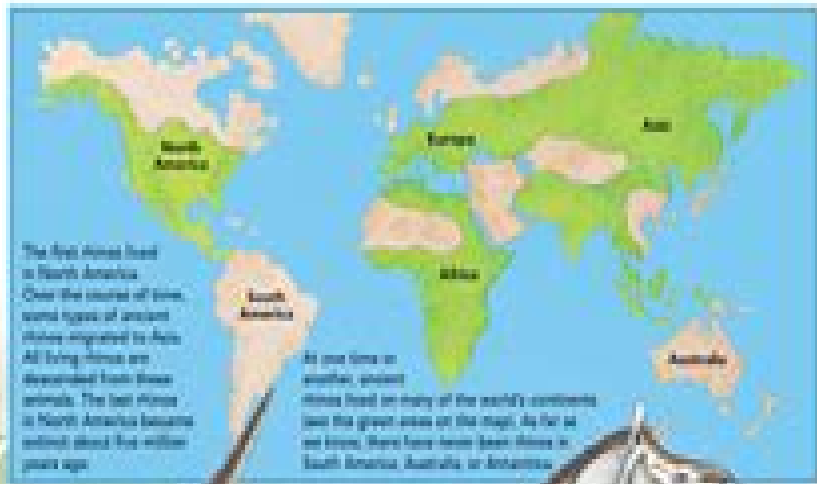 North
America
Europe
Asia
Africa
South
America
Australia
The first rhinos lived
in North America.
Over the course of time,
some types of ancient
rhinos migrated to Asia.
All living rhinos are
descended from these
animals. The last rhinos
in North America became
extinct about five million
years ago.
At one time or
another, ancient
rhinos lived on many of the world's continents
(see the green areas on the map). As far as
we know, there have never been rhinos in
South America, Australia, or Antarctica.